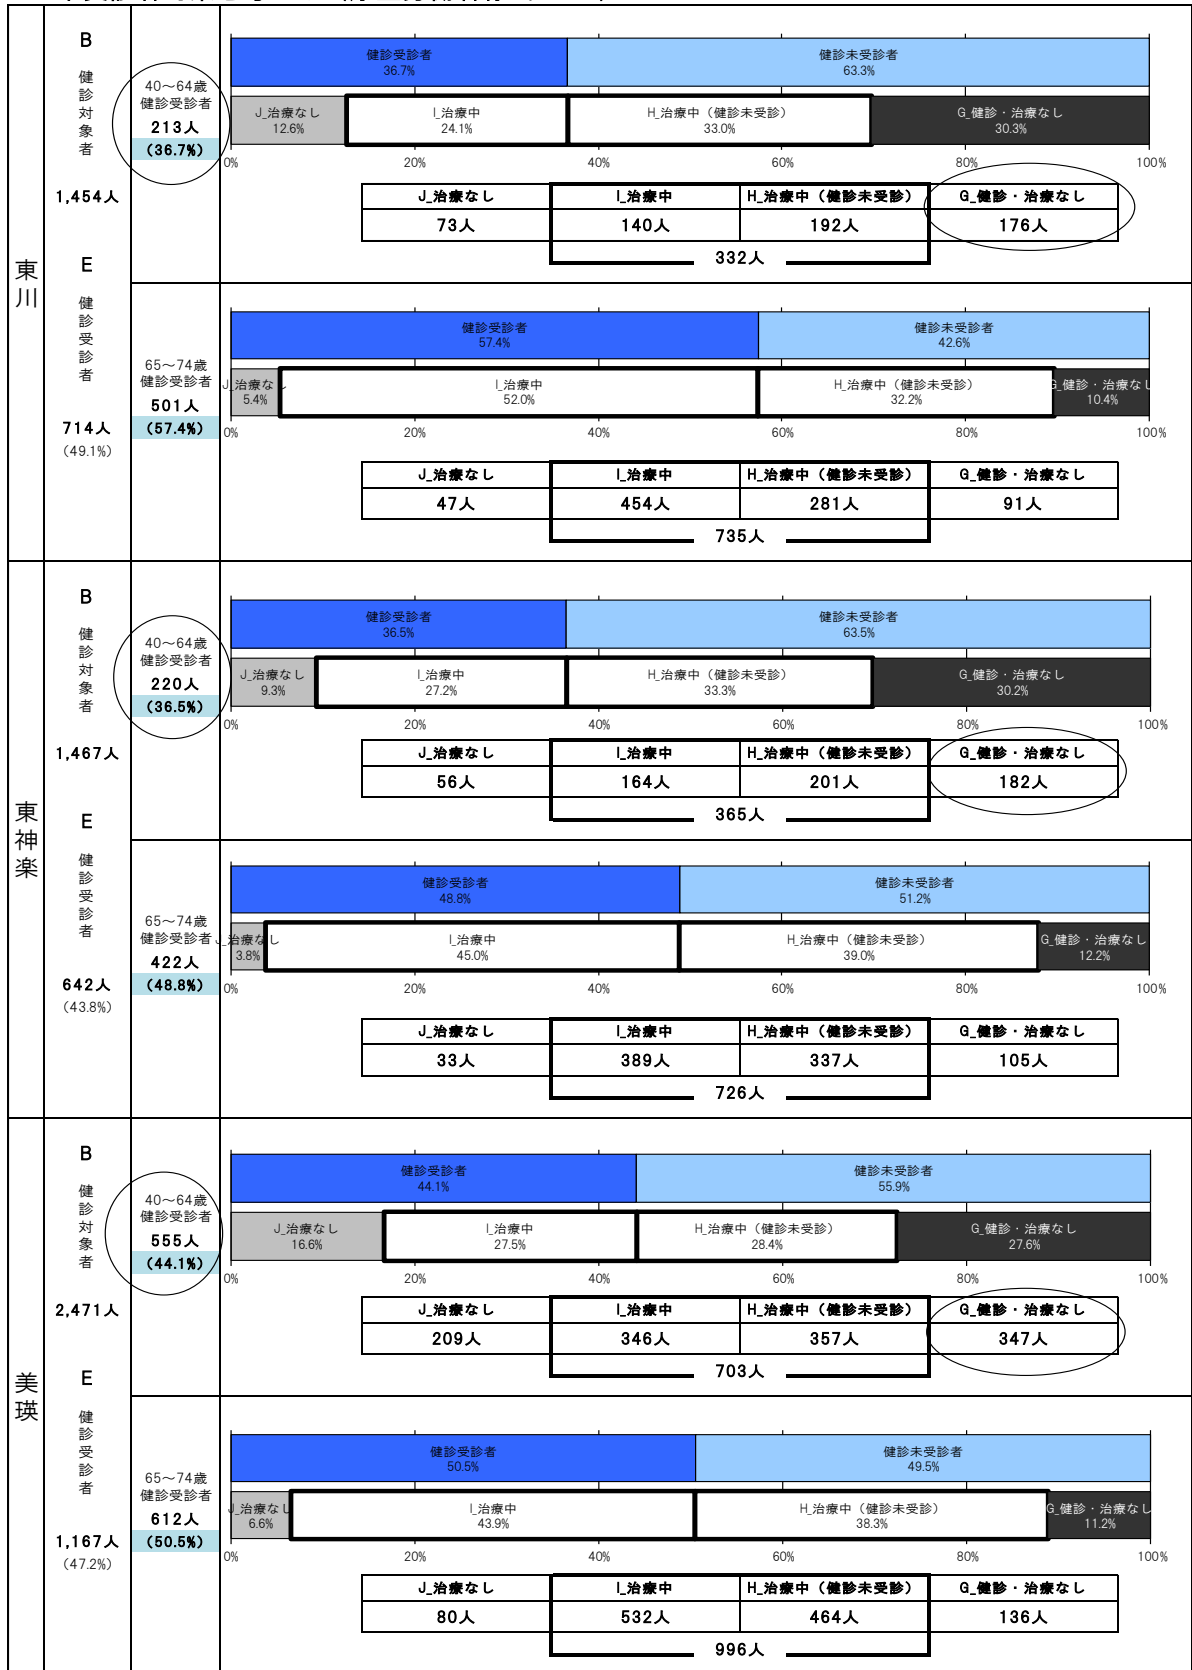 東川
B
健診対象者
1,454人
E
健診受診者
714人
(49.1%)
40～64歳
健診受診者
213人
(36.7%)
健診受診者
36.7%
健診未受診者
63.3%
J_治療なし
12.6%
I_治療中
24.1%
H_治療中（健診未受診）
33.0%
G_健診・治療なし
30.3%
0% 20% 40% 60% 80% 100%
J_治療なし I_治療中 H_治療中（健診未受診） G_健診・治療なし
73人 140人 192人 176人
332人
65～74歳
健診受診者
501人
(57.4%)
健診受診者
57.4%
健診未受診者
42.6%
J_治療なし
5.4%
I_治療中
52.0%
H_治療中（健診未受診）
32.2%
G_健診・治療なし
10.4%
0% 20% 40% 60% 80% 100%
J_治療なし I_治療中 H_治療中（健診未受診） G_健診・治療なし
47人 454人 281人 91人
735人
東神楽
B
健診対象者
1,467人
E
健診受診者
642人
(43.8%)
40～64歳
健診受診者
220人
(36.5%)
健診受診者
36.5%
健診未受診者
63.5%
J_治療なし
9.3%
I_治療中
27.2%
H_治療中（健診未受診）
33.3%
G_健診・治療なし
30.2%
0% 20% 40% 60% 80% 100%
J_治療なし I_治療中 H_治療中（健診未受診） G_健診・治療なし
56人 164人 201人 182人
365人
65～74歳
健診受診者
422人
(48.8%)
健診受診者
48.8%
健診未受診者
51.2%
J_治療なし
3.8%
I_治療中
45.0%
H_治療中（健診未受診）
39.0%
G_健診・治療なし
12.2%
0% 20% 40% 60% 80% 100%
J_治療なし I_治療中 H_治療中（健診未受診） G_健診・治療なし
33人 389人 337人 105人
726人
美瑛
B
健診対象者
2,471人
E
健診受診者
1,167人
(47.2%)
40～64歳
健診受診者
555人
(44.1%)
健診受診者
44.1%
健診未受診者
55.9%
J_治療なし
16.6%
I_治療中
27.5%
H_治療中（健診未受診）
28.4%
G_健診・治療なし
27.6%
0% 20% 40% 60% 80% 100%
J_治療なし I_治療中 H_治療中（健診未受診） G_健診・治療なし
209人 346人 357人 347人
703人
65～74歳
健診受診者
612人
(50.5%)
健診受診者
50.5%
健診未受診者
49.5%
J_治療なし
6.6%
I_治療中
43.9%
H_治療中（健診未受診）
38.3%
G_健診・治療なし
11.2%
0% 20% 40% 60% 80% 100%
J_治療なし I_治療中 H_治療中（健診未受診） G_健診・治療なし
80人 532人 464人 136人
996人